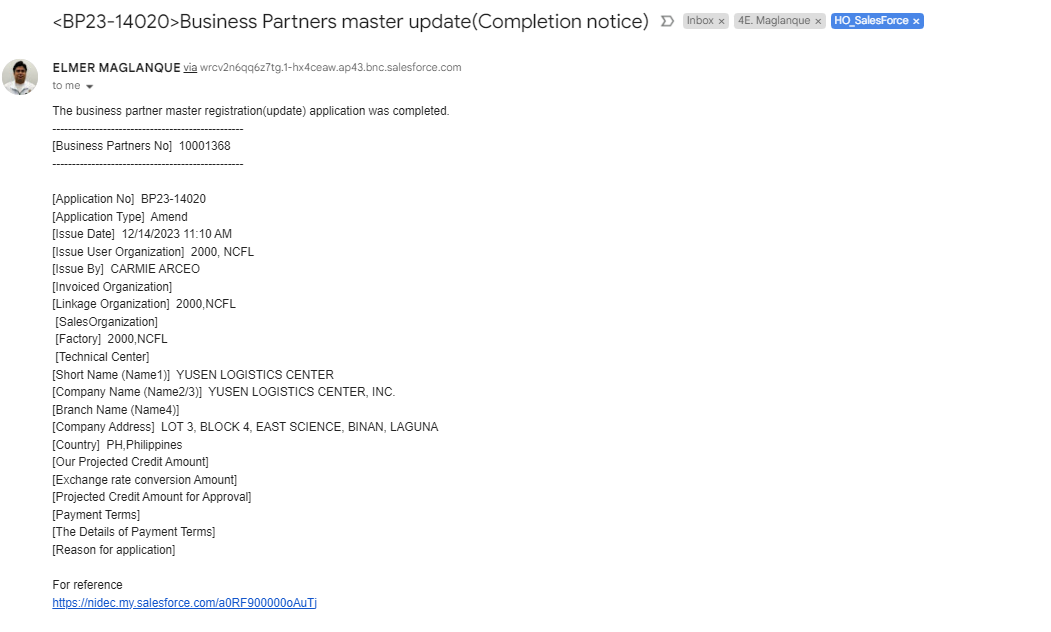 <BP23-14020>Business Partners master update(Completion notice) Inbox × 4E. Maglanque × HO_SalesForce ×
ELMER MAGLANQUE via wrcv2n6qq6z7tg.1-hx4ceaw.ap43.bnc.salesforce.com
to me
The business partner master registration(update) application was completed.
-------------------------------------------------
[Business Partners No] 10001368
-------------------------------------------------
[Application No] BP23-14020
[Application Type] Amend
[Issue Date] 12/14/2023 11:10 AM
[Issue User Organization] 2000, NCFL
[Issue By] CARMIE ARCEO
[Invoiced Organization]
[Linkage Organization] 2000,NCFL
[SalesOrganization]
[Factory] 2000,NCFL
[Technical Center]
[Short Name (Name1)] YUSEN LOGISTICS CENTER
[Company Name (Name2/3)] YUSEN LOGISTICS CENTER, INC.
[Branch Name (Name4)]
[Company Address] LOT 3, BLOCK 4, EAST SCIENCE, BINAN, LAGUNA
[Country] PH,Philippines
[Our Projected Credit Amount]
[Exchange rate conversion Amount]
[Projected Credit Amount for Approval]
[Payment Terms]
[The Details of Payment Terms]
[Reason for application]
For reference
https://nidec.my.salesforce.com/a0RF900000oAuTj